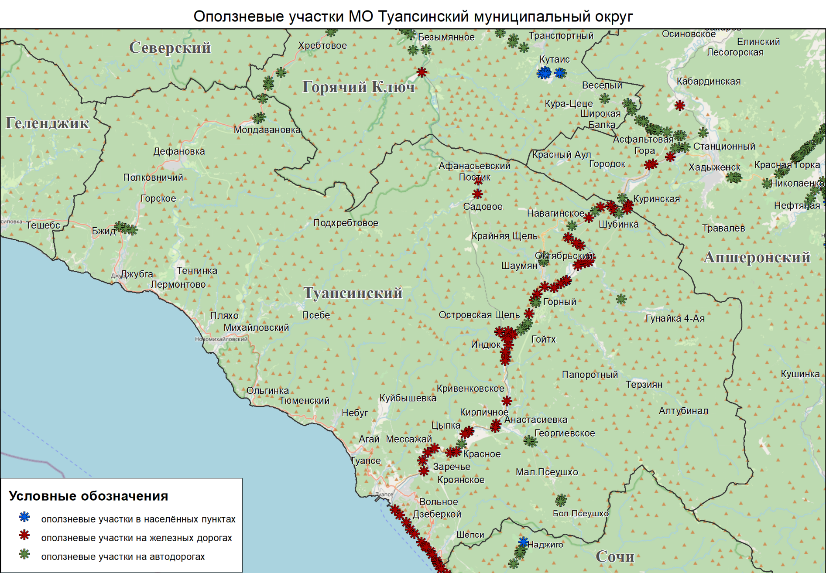 Оползневые участки МО Туапсинский муниципальный округ
Безымянное
Транспортный
Осиновское
Елинский
Хребтовое
Северский
Лесогорская
Кутаис
Кабардинская
Горячий Ключ
Веселый
Кура-Цеце
Широкая
Балка
Геленджик
Молдавановка
Асфальтовая
Гора
Станционный
Дефановка
Красный Аул
Городок
Красная Горка
Афанасьевский
Постик
Хадыженск
Полковничий
Николаенко
Горское
Садовое
Куринская
Нефтяная
Навагинское
Подхребтовое
Шубинка
Травалев
Тешебс
Бжид
Крайняя Щель
Октябрьский
Апшеронский
Шаумян
Джубга
Тенгинка
Лермонтово
Туапсинский
Горный
Пляхо
Псебе
Островская Щель
Гунайка 4-Ая
Михайловский
Новомихайловский
Индюк
Гойтх
Папоротный
Кушинка
Терзиян
Ольгинка
Кривенковское
Куйбышевка
Тюменский
Алтубинал
Небуг
Кирпичное
Анастасиевка
Цыпка
Агай
Мессажай
Георгиевское
Красное
Туапсе
Заречье
Мал.Псеушхо
Кроянское
Вольное
Дзеберкой
Бол.Псеушхо
Шепси
Наджиго
Сочи
Условные обозначения
оползневые участки в населённых пунктах
оползневые участки на железных дорогах
оползневые участки на автодорогах